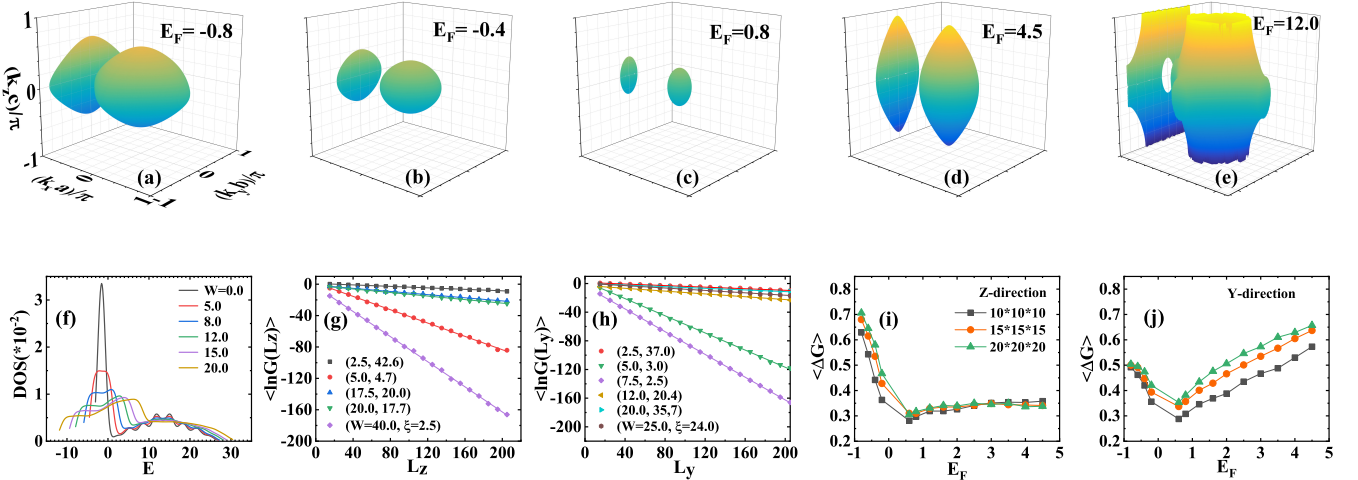 E_F= -0.8
E_F= -0.4
E_F=0.8
E_F=4.5
E_F=12.0
1
0
-1
(k_z c)/π
(k_x a)/π
(k_y b)/π
1
0
-1
1
0
-1
(a)
(b)
(c)
(d)
(e)
(f)
DOS(*10⁻²)
3
2
1
0
-10 0 10 20 30
E
W=0.0
5.0
8.0
12.0
15.0
20.0
(g)
<lnG(Lz)>
0
-40
-80
-120
-160
-200
0 40 80 120 160 200
L_Z
(2.5, 42.6)
(5.0, 4.7)
(17.5, 20.0)
(20.0, 17.7)
(W=40.0, ξ=2.5)
(h)
<lnG(Ly)>
0
-40
-80
-120
-160
-200
0 40 80 120 160 200
L_y
(2.5, 37.0)
(5.0, 3.0)
(7.5, 2.5)
(12.0, 20.4)
(20.0, 35,7)
(W=25.0, ξ=24.0)
(i)
<ΔG>
0.8
0.7
0.6
0.5
0.4
0.3
0.2
-1 0 1 2 3 4 5
E_F
Z-direction
10*10*10
15*15*15
20*20*20
(j)
<ΔG>
0.8
0.7
0.6
0.5
0.4
0.3
0.2
-1 0 1 2 3 4 5
E_F
Y-direction